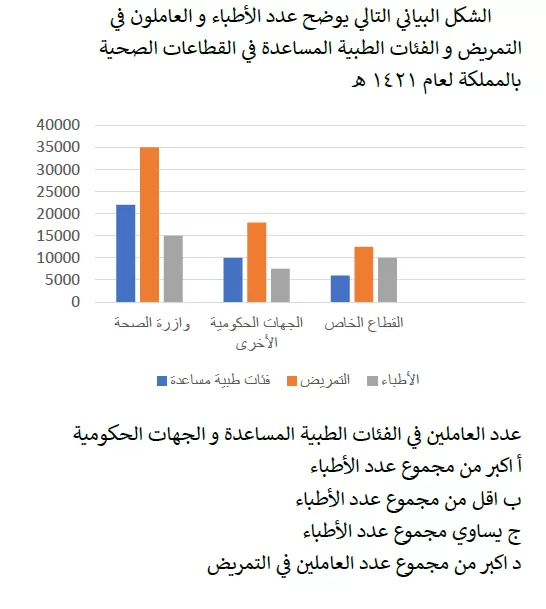 الشكل البياني التالي يوضح عدد الأطباء و العاملون في
التمريض و الفئات الطبية المساعدة في القطاعات الصحية
بالمملكة لعام ١٤٢١ هـ
40000
35000
30000
25000
20000
15000
10000
5000
0
وازرة الصحة
الجهات الحكومية
الأخرى
القطاع الخاص
فئات طبية مساعدة
التمريض
الأطباء
عدد العاملين في الفئات الطبية المساعدة و الجهات الحكومية
أ اكبر من مجموع عدد الأطباء
ب اقل من مجموع عدد الأطباء
ج يساوي مجموع عدد الأطباء
د اكبر من مجموع عدد العاملين في التمريض